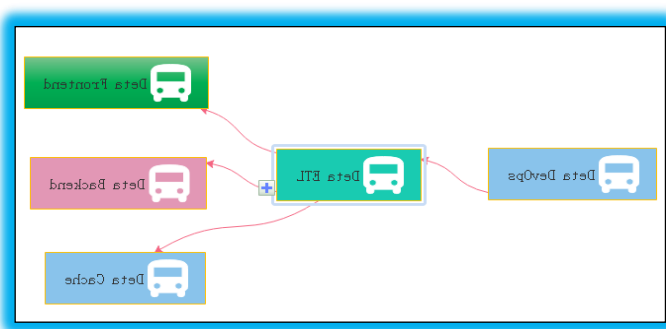 Deta Frontend
Deta Backend
Deta ETL
Deta DevOps
Deta Cache